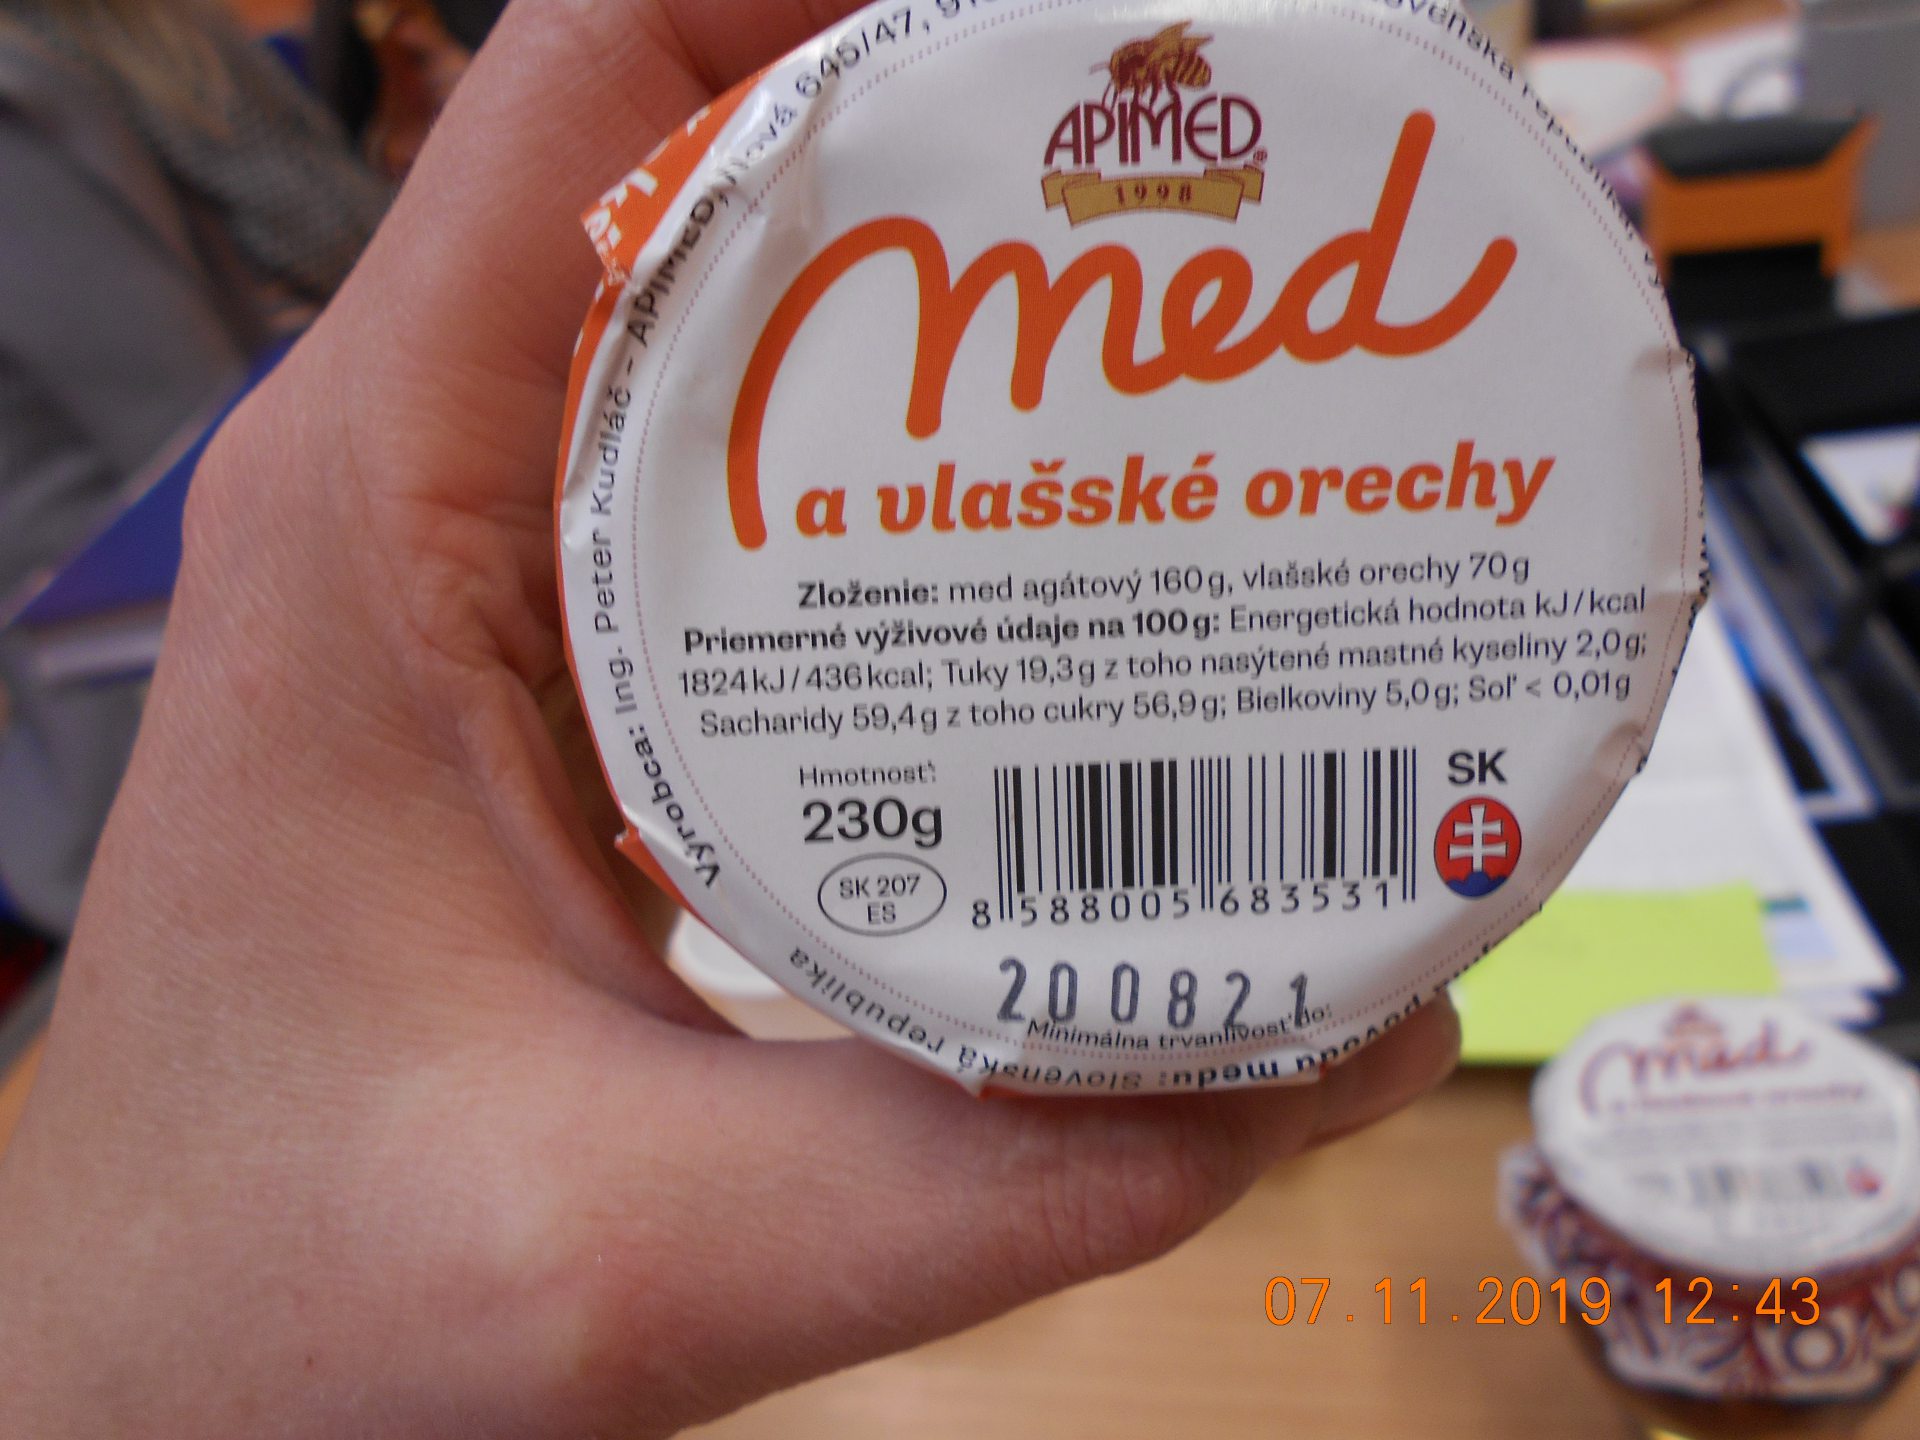 APIMED®
1998
med
a vlašské orechy
Zloženie: med agátový 160g, vlašské orechy 70g
Priemerné výživové údaje na 100g: Energetická hodnota kJ/kcal
1824kJ/436kcal; Tuky 19,3g z toho nasýtené mastné kyseliny 2,0g;
Sacharidy 59,4g z toho cukry 56,9g; Bielkoviny 5,0g; Soľ < 0,01g
Hmotnosť:
230g
SK 207
ES
8 588005 683531
SK
200821
Minimálna trvanlivosť do:
Výrobca: Ing. Peter Kudláč – APIMED, 645/47,
Slovenská republika
medu: Slovenská republika
med
07.11.2019 12:43